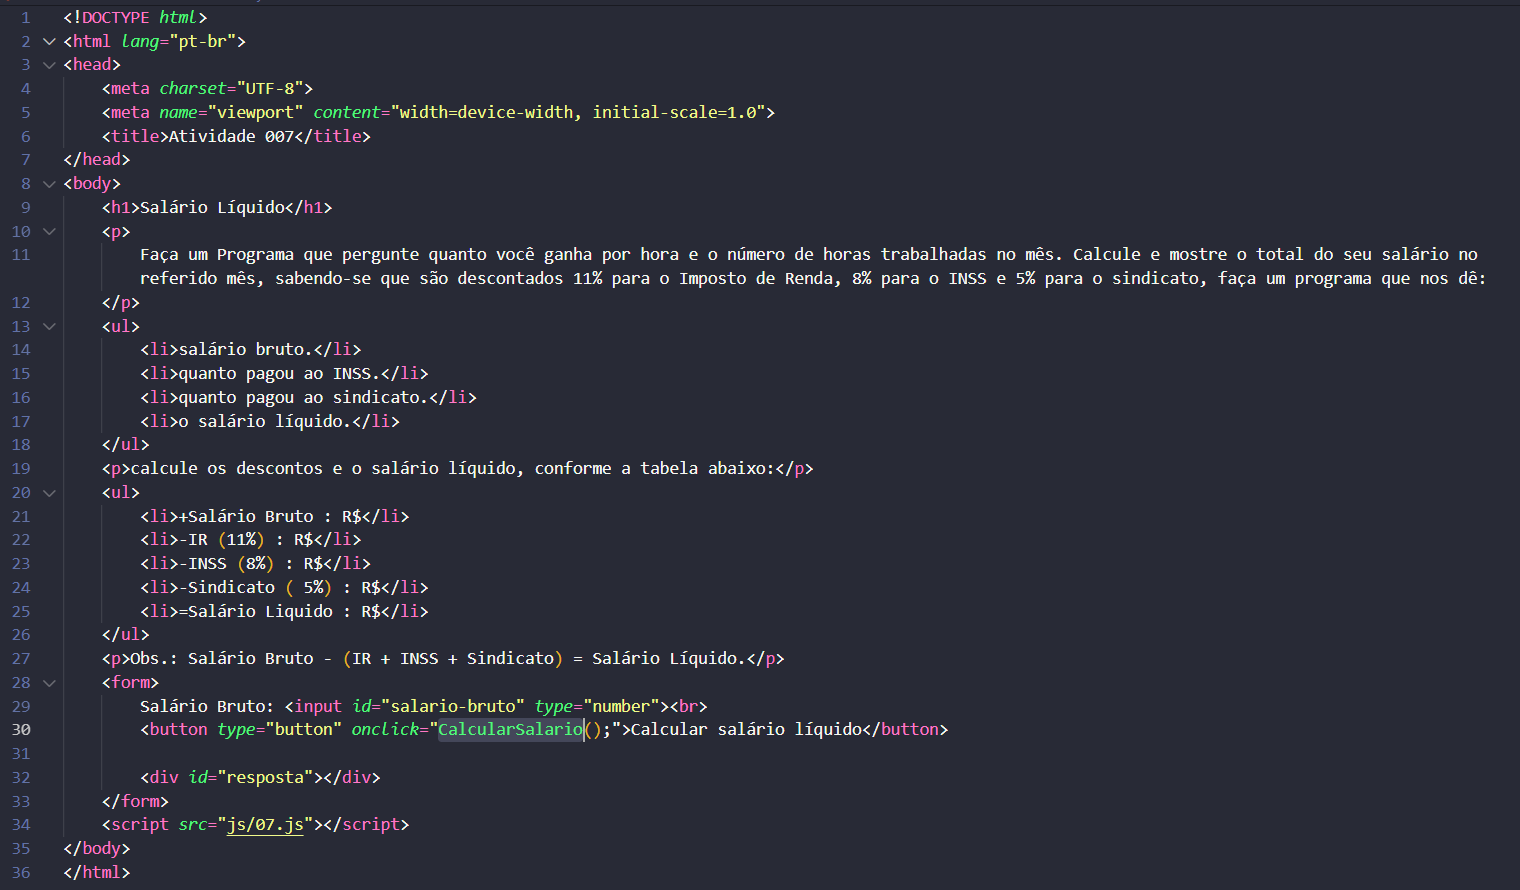 1 <!DOCTYPE html>
2 <html lang="pt-br">
3 <head>
4 <meta charset="UTF-8">
5 <meta name="viewport" content="width=device-width, initial-scale=1.0">
6 <title>Atividade 007</title>
7 </head>
8 <body>
9 <h1>Salário Líquido</h1>
10 <p>
11 Faça um Programa que pergunte quanto você ganha por hora e o número de horas trabalhadas no mês. Calcule e mostre o total do seu salário no
referido mês, sabendo-se que são descontados 11% para o Imposto de Renda, 8% para o INSS e 5% para o sindicato, faça um programa que nos dê:
12 </p>
13 <ul>
14 <li>salário bruto.</li>
15 <li>quanto pagou ao INSS.</li>
16 <li>quanto pagou ao sindicato.</li>
17 <li>o salário líquido.</li>
18 </ul>
19 <p>calcule os descontos e o salário líquido, conforme a tabela abaixo:</p>
20 <ul>
21 <li>+Salário Bruto : R$</li>
22 <li>-IR (11%) : R$</li>
23 <li>-INSS (8%) : R$</li>
24 <li>-Sindicato ( 5%) : R$</li>
25 <li>=Salário Liquido : R$</li>
26 </ul>
27 <p>Obs.: Salário Bruto - (IR + INSS + Sindicato) = Salário Líquido.</p>
28 <form>
29 Salário Bruto: <input id="salario-bruto" type="number"><br>
30 <button type="button" onclick="CalcularSalario();">Calcular salário líquido</button>
31
32 <div id="resposta"></div>
33 </form>
34 <script src="js/07.js"></script>
35 </body>
36 </html>